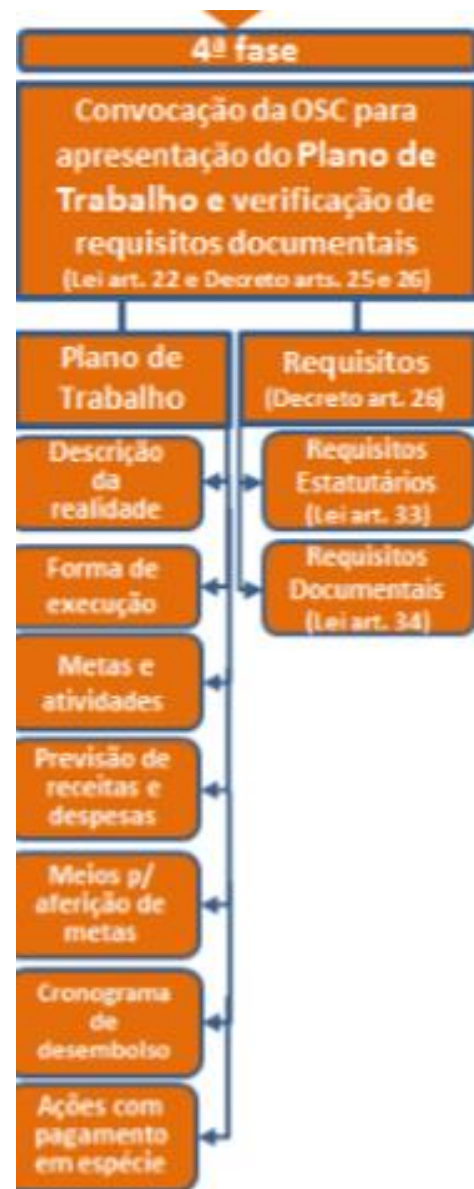 4ª fase
Convocação da OSC para
apresentação do Plano de
Trabalho e verificação de
requisitos documentais
(Lei art. 22 e Decreto arts. 25 e 26)
Plano de
Trabalho
Descrição
da
realidade
Forma de
execução
Metas e
atividades
Previsão de
receitas e
despesas
Meios p/
aferição de
metas
Cronograma
de
desembolso
Ações com
pagamento
em espécie
Requisitos
(Decreto art. 26)
Requisitos
Estatutários
(Lei art. 33)
Requisitos
Documentais
(Lei art. 34)